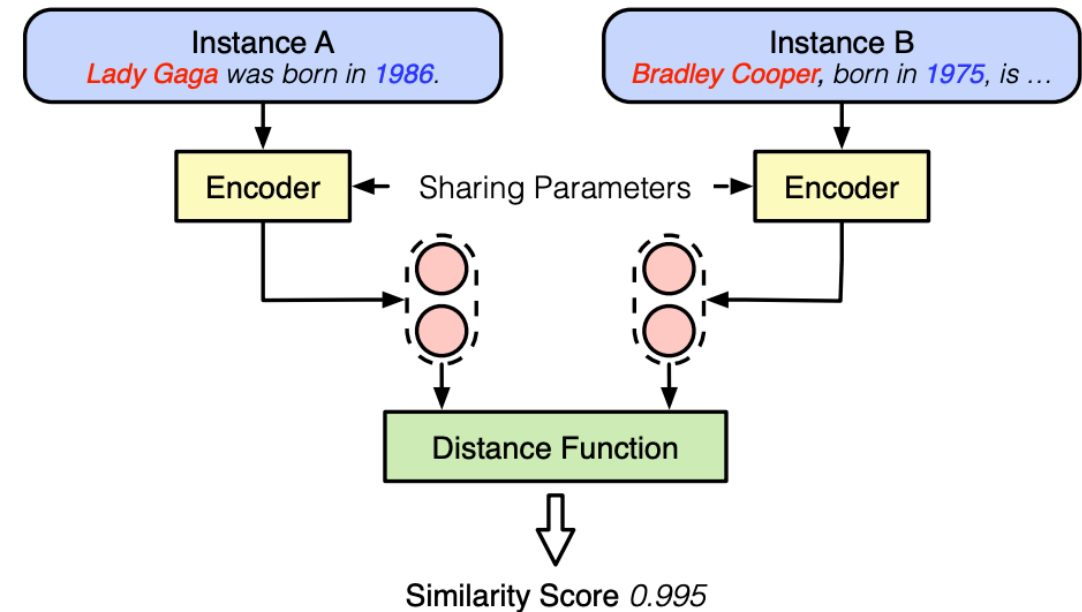 Instance A
Lady Gaga was born in 1986.
Instance B
Bradley Cooper, born in 1975, is ...
Encoder
Sharing Parameters
Encoder
Distance Function
Similarity Score 0.995